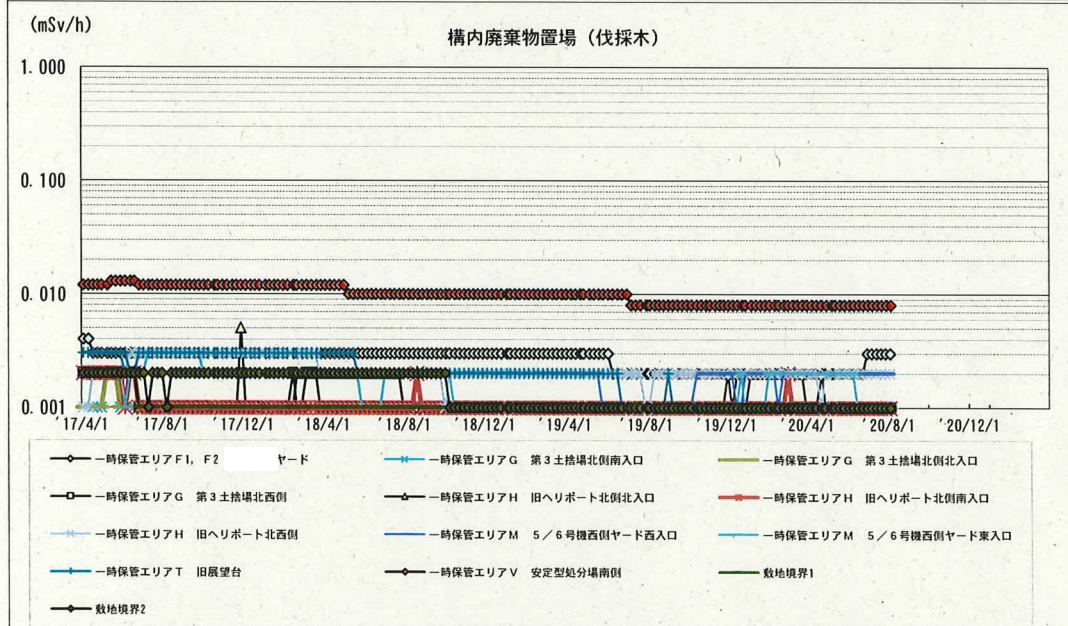 (mSv/h)
構内廃棄物置場（伐採木）
1.000
0.100
0.010
0.001
'17/4/1 '17/8/1 '17/12/1 '18/4/1 '18/8/1 '18/12/1 '19/4/1 '19/8/1 '19/12/1 '20/4/1 '20/8/1 '20/12/1
一時保管エリアF1, F2 ヤード 一時保管エリアG 第3土捨場北側南入口 一時保管エリアG 第3土捨場北側北入口
一時保管エリアG 第3土捨場北西側 一時保管エリアH 旧ヘリポート北側北入口 一時保管エリアH 旧ヘリポート北側南入口
一時保管エリアH 旧ヘリポート北西側 一時保管エリアM 5／6号機西側ヤード西入口 一時保管エリアM 5／6号機西側ヤード東入口
一時保管エリアT 旧展望台 一時保管エリアV 安定型処分場南側 敷地境界1
敷地境界2